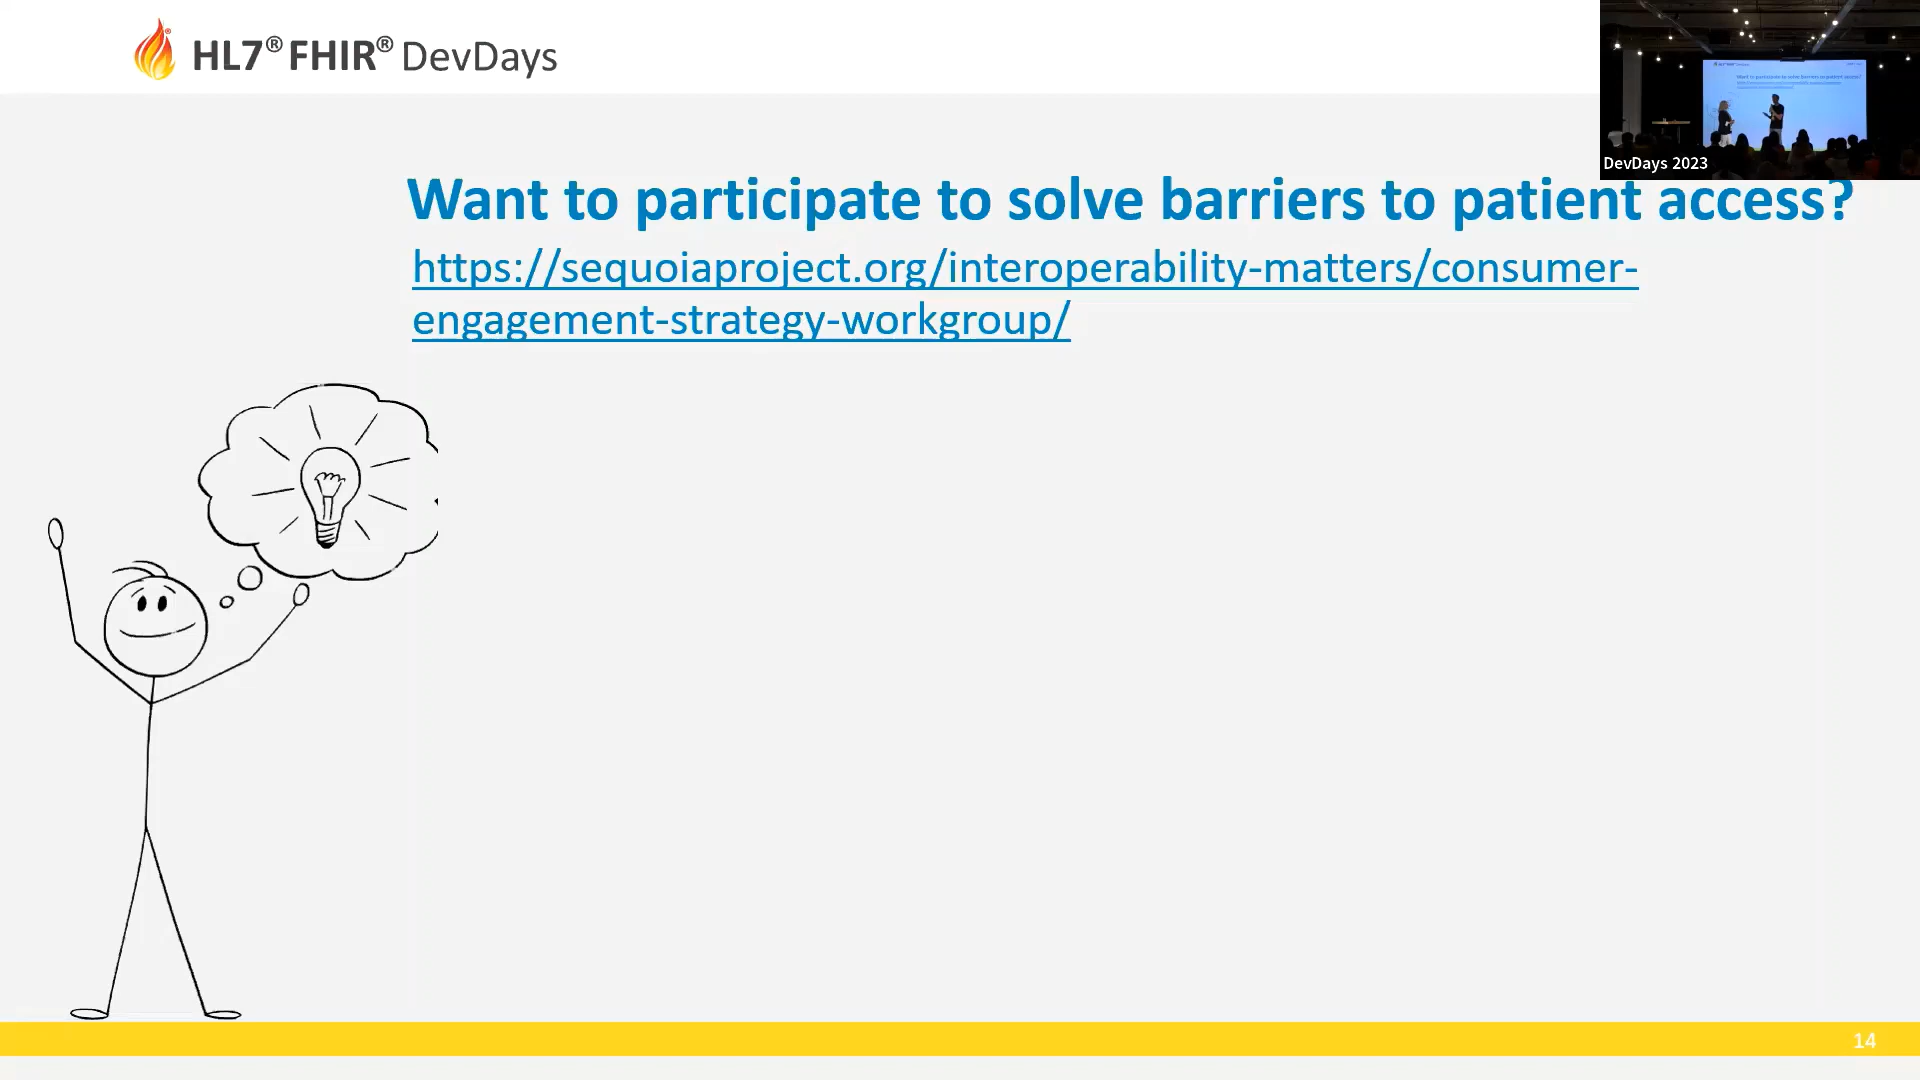 HL7® FHIR® DevDays
DevDays 2023
Want to participate to solve barriers to patient access?
https://sequoiaproject.org/interoperability-matters/consumer-
engagement-strategy-workgroup/
14